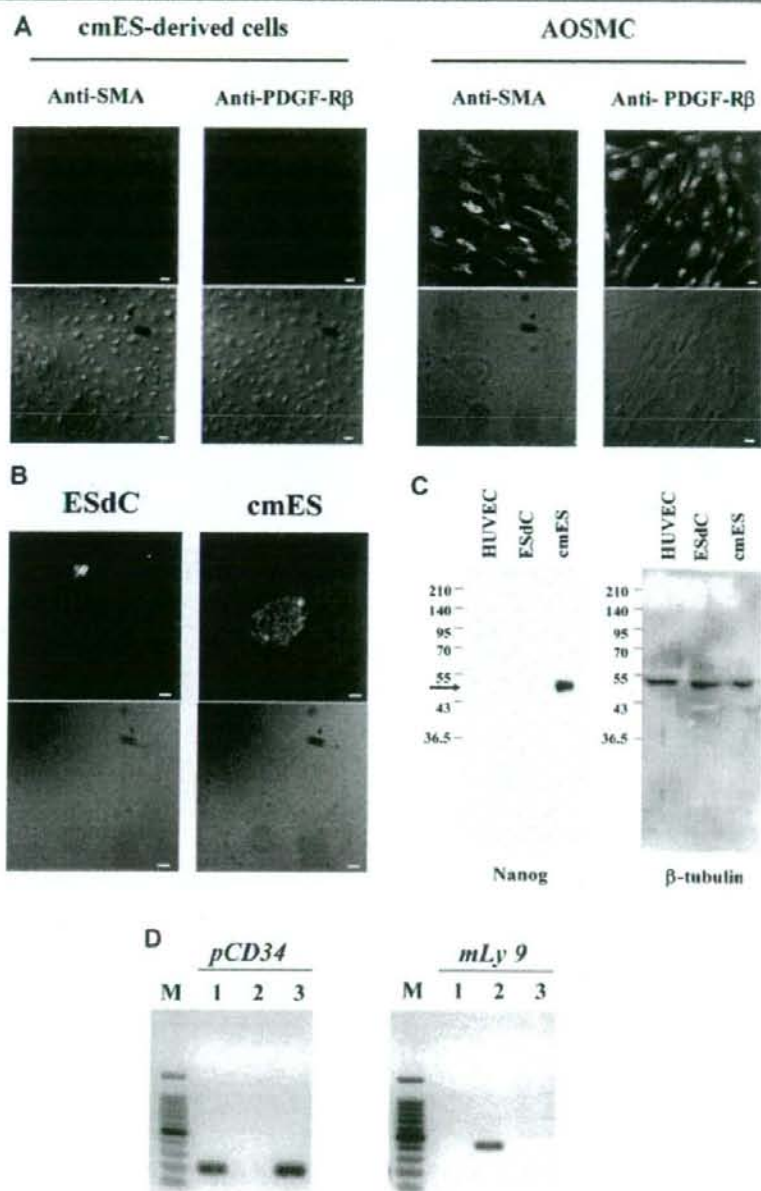 A
cmES-derived cells
AOSMC
Anti-SMA
Anti-PDGF-Rβ
Anti-SMA
Anti- PDGF-Rβ
B
ESdC
cmES
C
HUVEC
ESdC
cmES
210
140
95
70
55
43
36.5
Nanog
HUVEC
ESdC
cmES
210
140
95
70
55
43
36.5
β-tubulin
D
pCD34
M 1 2 3
mLy 9
M 1 2 3